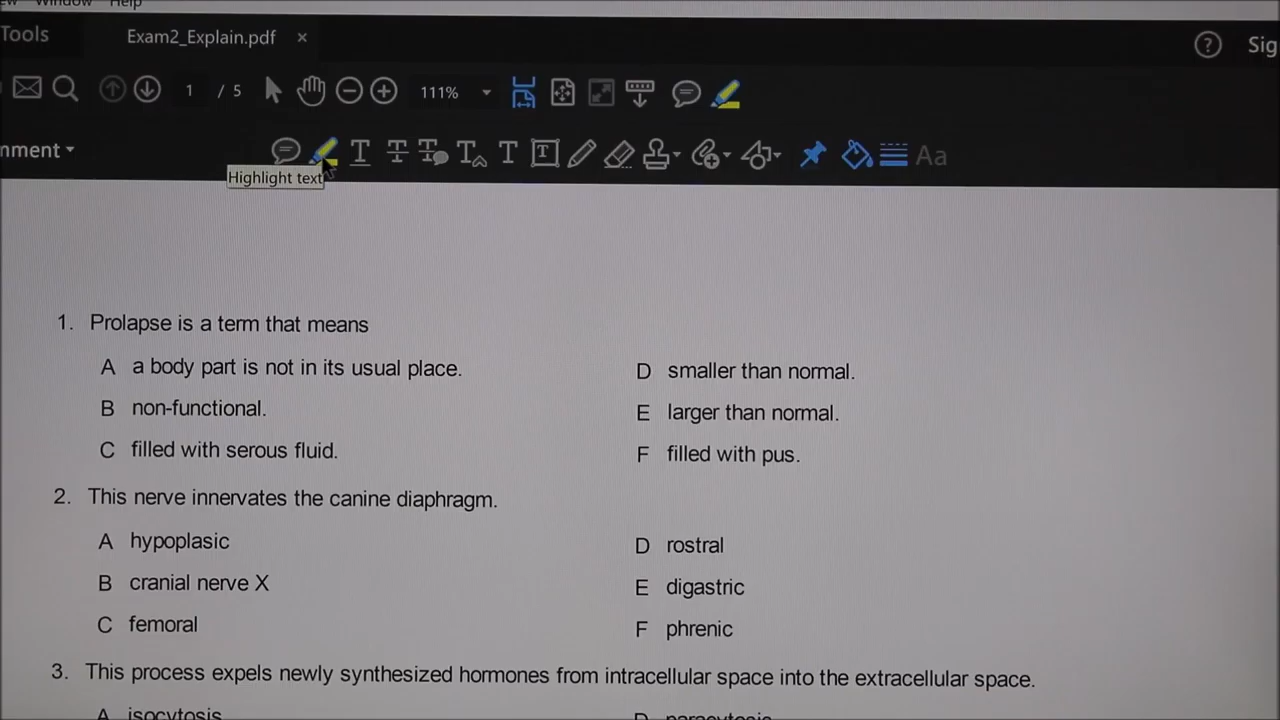 Window Help
Tools
Exam2_Explain.pdf ×
?
Sig
1 / 5
111%
nment
T T T T T T
Aa
Highlight text
1. Prolapse is a term that means
A a body part is not in its usual place.
D smaller than normal.
B non-functional.
E larger than normal.
C filled with serous fluid.
F filled with pus.
2. This nerve innervates the canine diaphragm.
A hypoplasic
D rostral
B cranial nerve X
E digastric
C femoral
F phrenic
3. This process expels newly synthesized hormones from intracellular space into the extracellular space.
A isocytosis
D